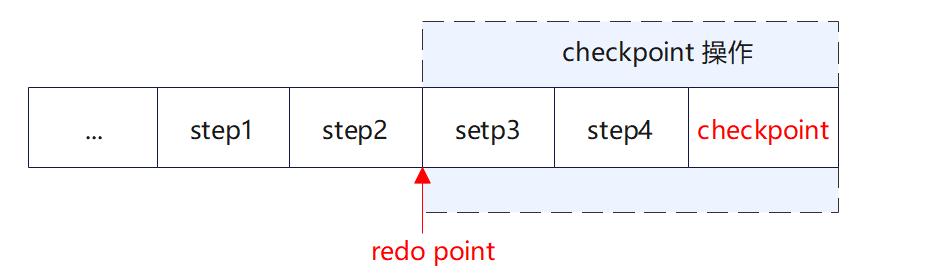 checkpoint 操作
...
step1
step2
setp3
step4
checkpoint
redo point